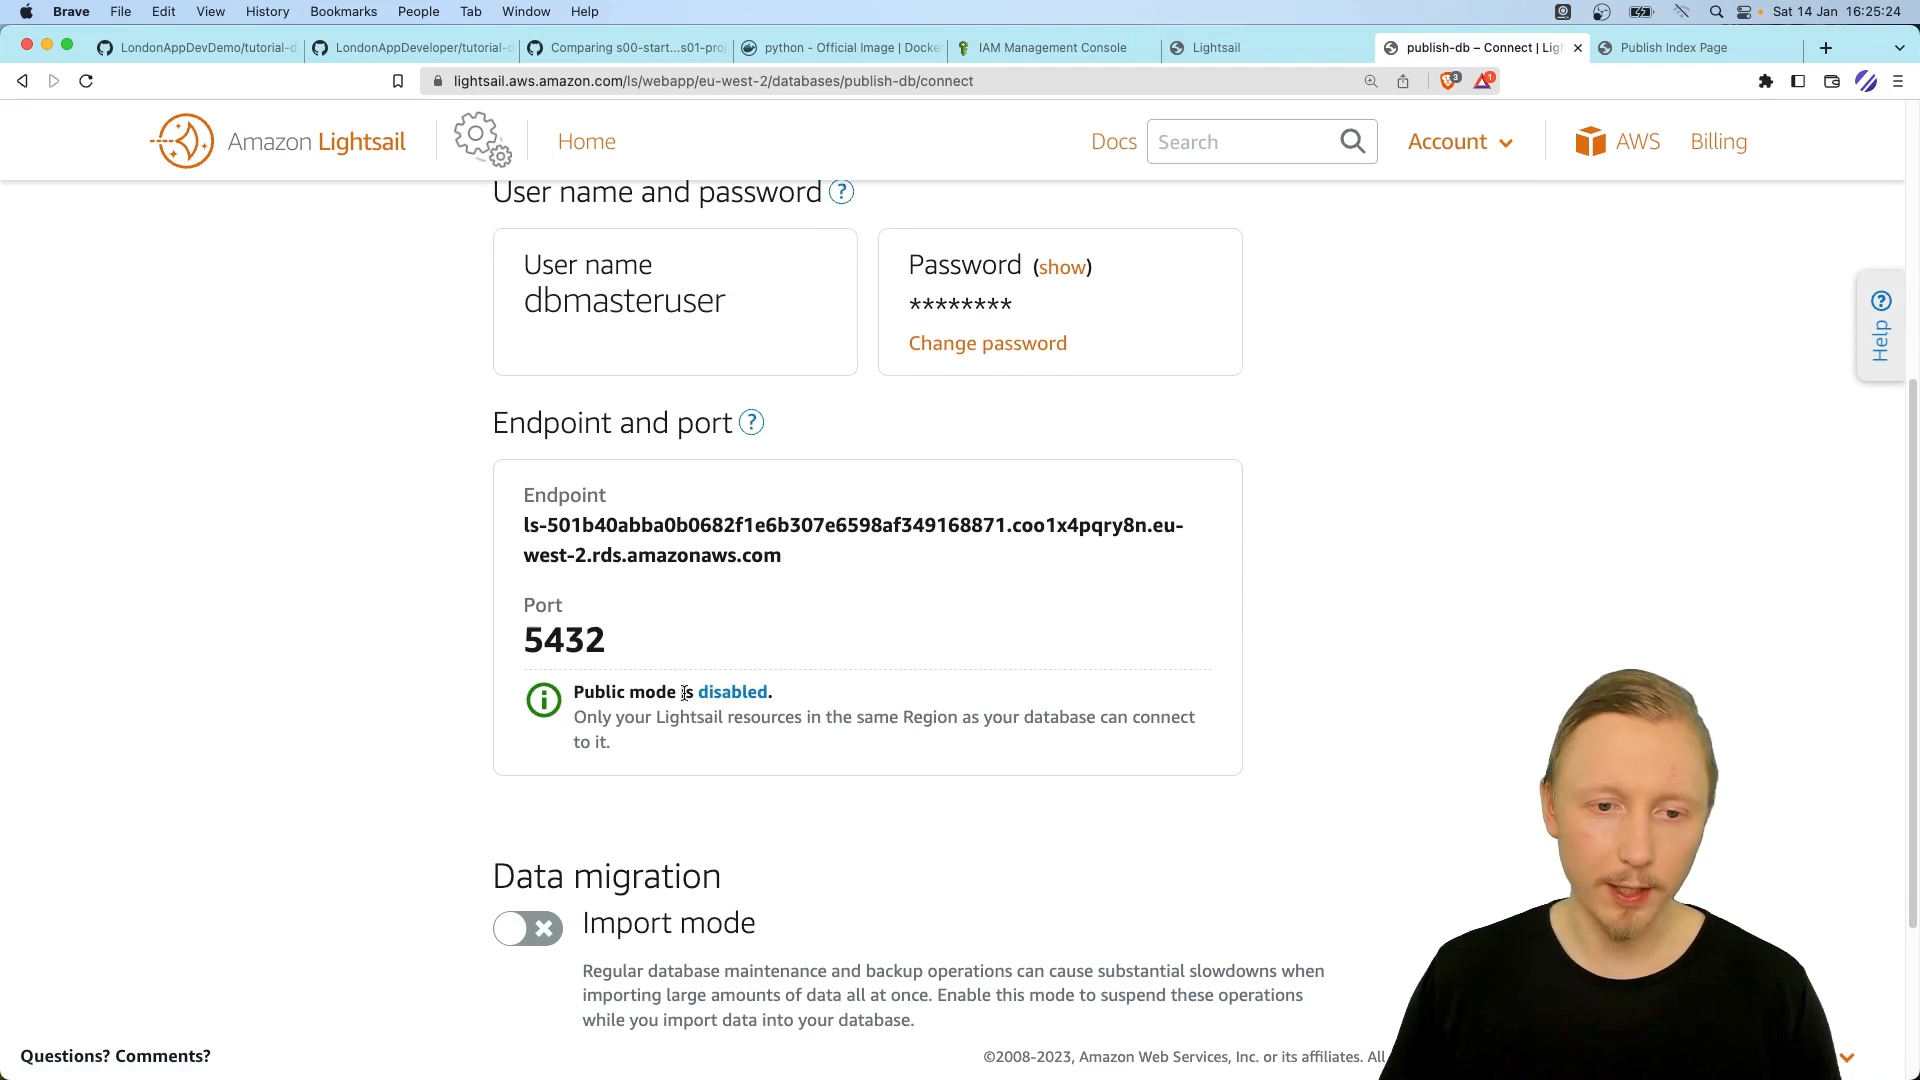 Brave File Edit View History Bookmarks People Tab Window Help Sat 14 Jan 16:25:24
LondonAppDevDemo/tutorial-d LondonAppDeveloper/tutorial-d Comparing s00-start...s01-proj python - Official Image | Docke IAM Management Console Lightsail publish-db – Connect | Lig Publish Index Page
lightsail.aws.amazon.com/ls/webapp/eu-west-2/databases/publish-db/connect 3 1
Amazon Lightsail Home Docs Search Account AWS Billing
User name and password ?
User name
dbmasteruser
Password (show)
********
Change password
? Help
Endpoint and port ?
Endpoint
ls-501b40abba0b0682f1e6b307e6598af349168871.coo1x4pqry8n.eu-
west-2.rds.amazonaws.com
Port
5432
Public mode is disabled.
Only your Lightsail resources in the same Region as your database can connect
to it.
Data migration
Import mode
Regular database maintenance and backup operations can cause substantial slowdowns when
importing large amounts of data all at once. Enable this mode to suspend these operations
while you import data into your database.
Questions? Comments? ©2008-2023, Amazon Web Services, Inc. or its affiliates. All